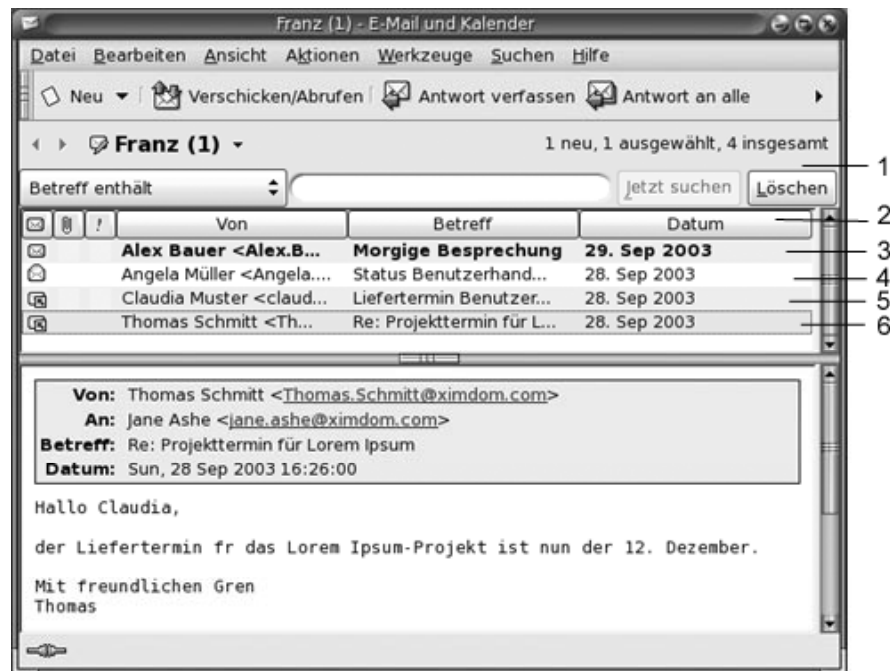 Franz (1) - E-Mail und Kalender
Datei Bearbeiten Ansicht Aktionen Werkzeuge Suchen Hilfe
Neu Verschicken/Abrufen Antwort verfassen Antwort an alle
Franz (1) 1 neu, 1 ausgewählt, 4 insgesamt
1
Betreff enthält Jetzt suchen Löschen
! Von Betreff Datum 2
Alex Bauer <Alex.B... Morgige Besprechung 29. Sep 2003 3
Angela Müller <Angela.... Status Benutzerhand... 28. Sep 2003 4
Claudia Muster <claud... Liefertermin Benutzer... 28. Sep 2003 5
Thomas Schmitt <Th... Re: Projekttermin für L... 28. Sep 2003 6
Von: Thomas Schmitt <Thomas.Schmitt@ximdom.com>
An: Jane Ashe <jane.ashe@ximdom.com>
Betreff: Re: Projekttermin für Lorem Ipsum
Datum: Sun, 28 Sep 2003 16:26:00
Hallo Claudia,
der Liefertermin fr das Lorem Ipsum-Projekt ist nun der 12. Dezember.
Mit freundlichen Gren
Thomas